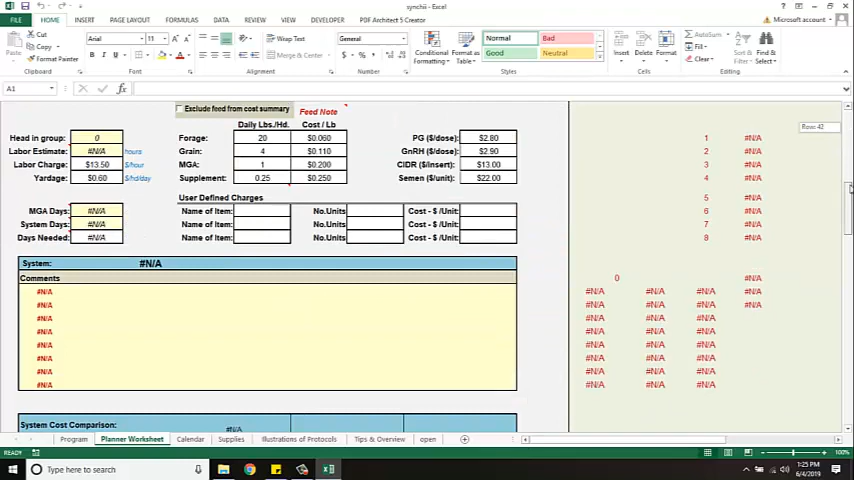 synchii - Excel
FILE HOME INSERT PAGE LAYOUT FORMULAS DATA REVIEW VIEW DEVELOPER PDF Architect 5 Creator Microsoft account
Cut
Copy
Format Painter
Paste
Arial 11
B I U
Wrap Text
Merge & Center
General
$ % ,
Conditional Formatting
Format as Table
Normal Bad
Good Neutral
Insert Delete Format
AutoSum
Fill
Clear
Sort & Filter
Find & Select
Clipboard Font Alignment Number Styles Cells Editing
A1
Row: 42
Exclude feed from cost summary Feed Note
Daily Lbs./Hd. Cost / Lb
Head in group: 0 Forage: 20 $0.060 PG ($/dose): $2.80 1 #N/A
Labor Estimate: #N/A hours Grain: 4 $0.110 GnRH ($/dose): $2.90 2 #N/A
Labor Charge: $13.50 $/hour MGA: 1 $0.200 CIDR ($/insert): $13.00 3 #N/A
Yardage: $0.60 $/hd/day Supplement: 0.25 $0.250 Semen ($/unit): $22.00 4 #N/A
User Defined Charges 5 #N/A
MGA Days: #N/A Name of Item: No.Units Cost - $ /Unit: 6 #N/A
System Days: #N/A Name of Item: No.Units Cost - $ /Unit: 7 #N/A
Days Needed: #N/A Name of Item: No.Units Cost - $ /Unit: 8 #N/A
System: #N/A
Comments 0 #N/A
#N/A #N/A #N/A #N/A #N/A
#N/A #N/A #N/A #N/A #N/A
#N/A #N/A #N/A #N/A
#N/A #N/A #N/A #N/A
#N/A #N/A #N/A #N/A
#N/A #N/A #N/A #N/A
#N/A #N/A #N/A #N/A
#N/A #N/A #N/A #N/A
System Cost Comparison: #N/A
Program Planner Worksheet Calendar Supplies Illustrations of Protocols Tips & Overview open
READY 100%
Type here to search
1:25 PM
6/4/2019